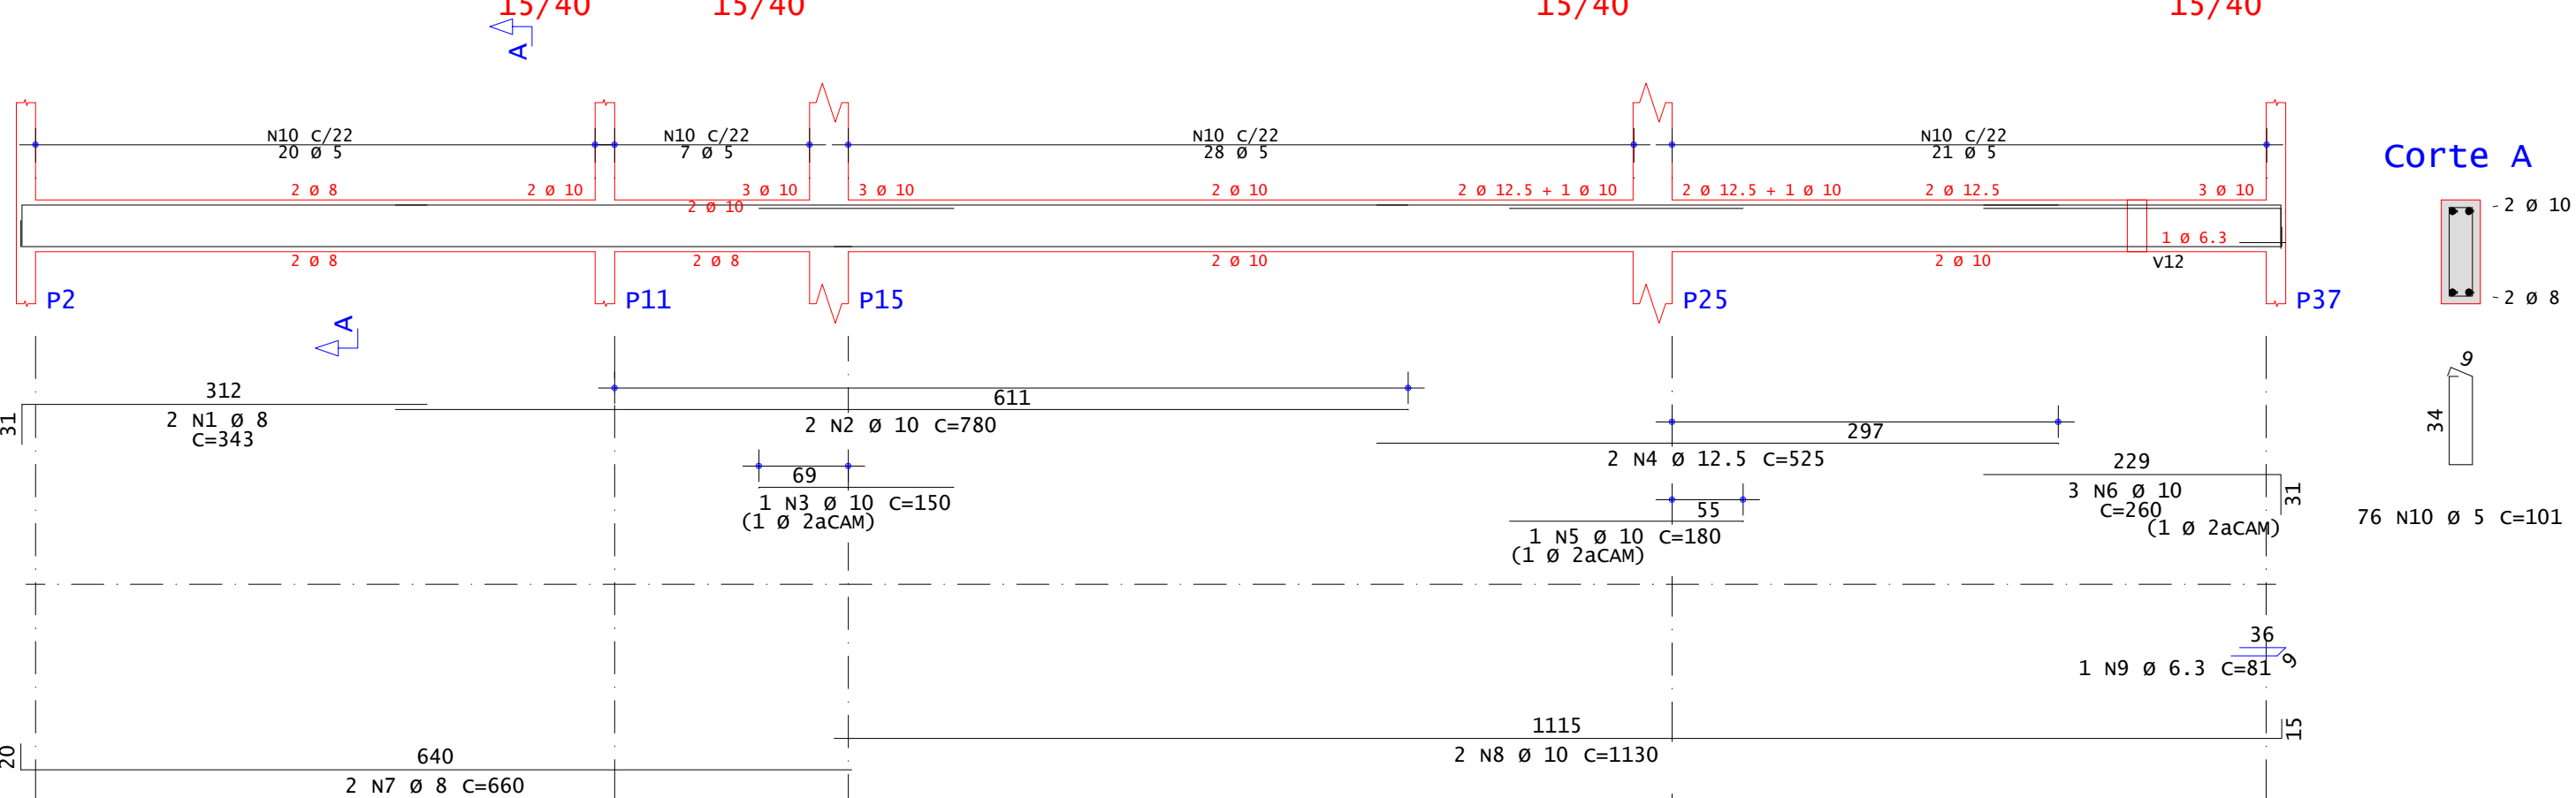 15/40 15/40 15/40 15/40
A
N10 C/22 N10 C/22 N10 C/22 N10 C/22
20 Ø 5 7 Ø 5 28 Ø 5 21 Ø 5
Corte A
2 Ø 8 2 Ø 10 3 Ø 10 3 Ø 10 2 Ø 10 2 Ø 12.5 + 1 Ø 10 2 Ø 12.5 + 1 Ø 10 2 Ø 12.5 3 Ø 10
2 Ø 10 2 Ø 10
1 Ø 6.3
2 Ø 8 2 Ø 8 2 Ø 10 2 Ø 10 V12
P2 P11 P15 P25 P37 2 Ø 8
A
9
312 611
31 2 N1 Ø 8 2 N2 Ø 10 C=780 297 34
C=343
2 N4 Ø 12.5 C=525 229
69
1 N3 Ø 10 C=150 3 N6 Ø 10 31
(1 Ø 2aCAM) 55 C=260 76 N10 Ø 5 C=101
1 N5 Ø 10 C=180 (1 Ø 2aCAM)
(1 Ø 2aCAM)
36
1 N9 Ø 6.3 C=81 9
1115 15
20 640 2 N8 Ø 10 C=1130
2 N7 Ø 8 C=660